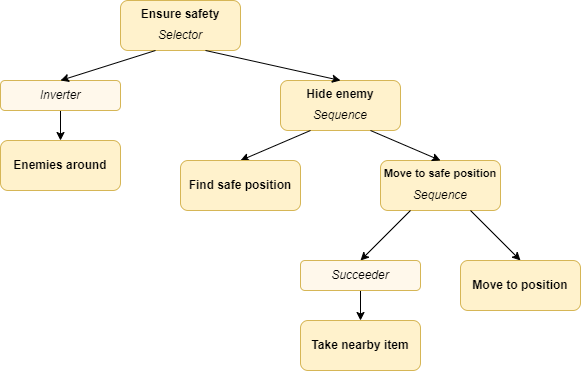 Ensure safety
Selector
Inverter
Hide enemy
Sequence
Enemies around
Find safe position
Move to safe position
Sequence
Succeeder
Move to position
Take nearby item